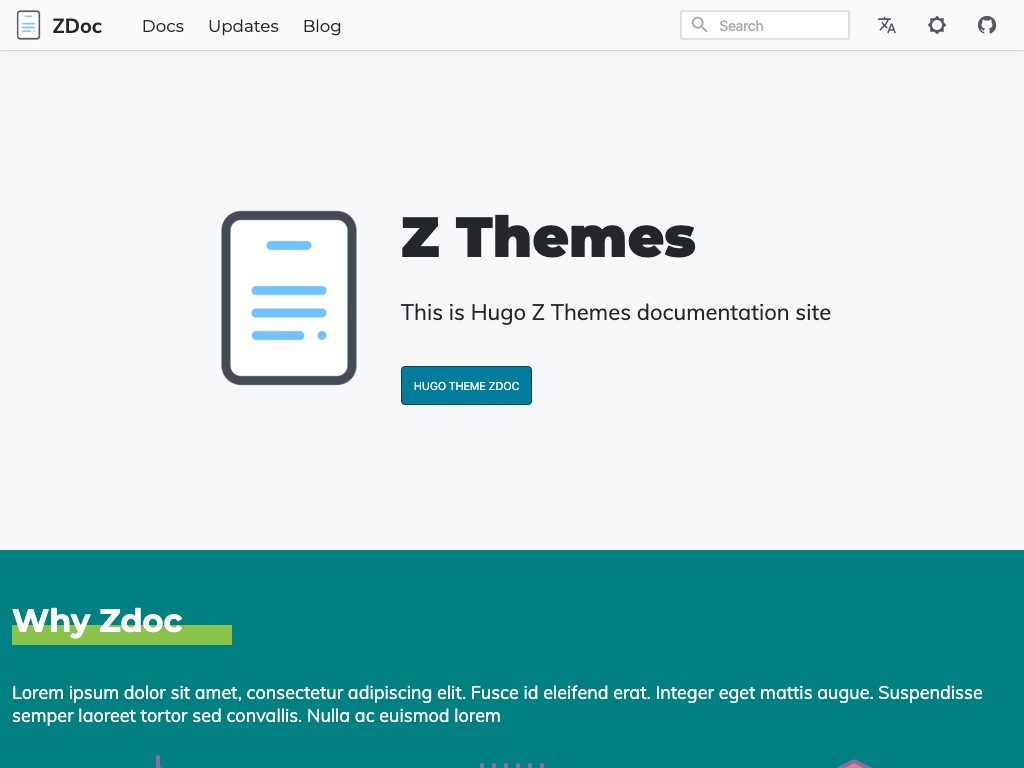 ZDoc
Docs
Updates
Blog
Search
Z Themes
This is Hugo Z Themes documentation site
HUGO THEME ZDOC
Why Zdoc
Lorem ipsum dolor sit amet, consectetur adipiscing elit. Fusce id eleifend erat. Integer eget mattis augue. Suspendisse
semper laoreet tortor sed convallis. Nulla ac euismod lorem